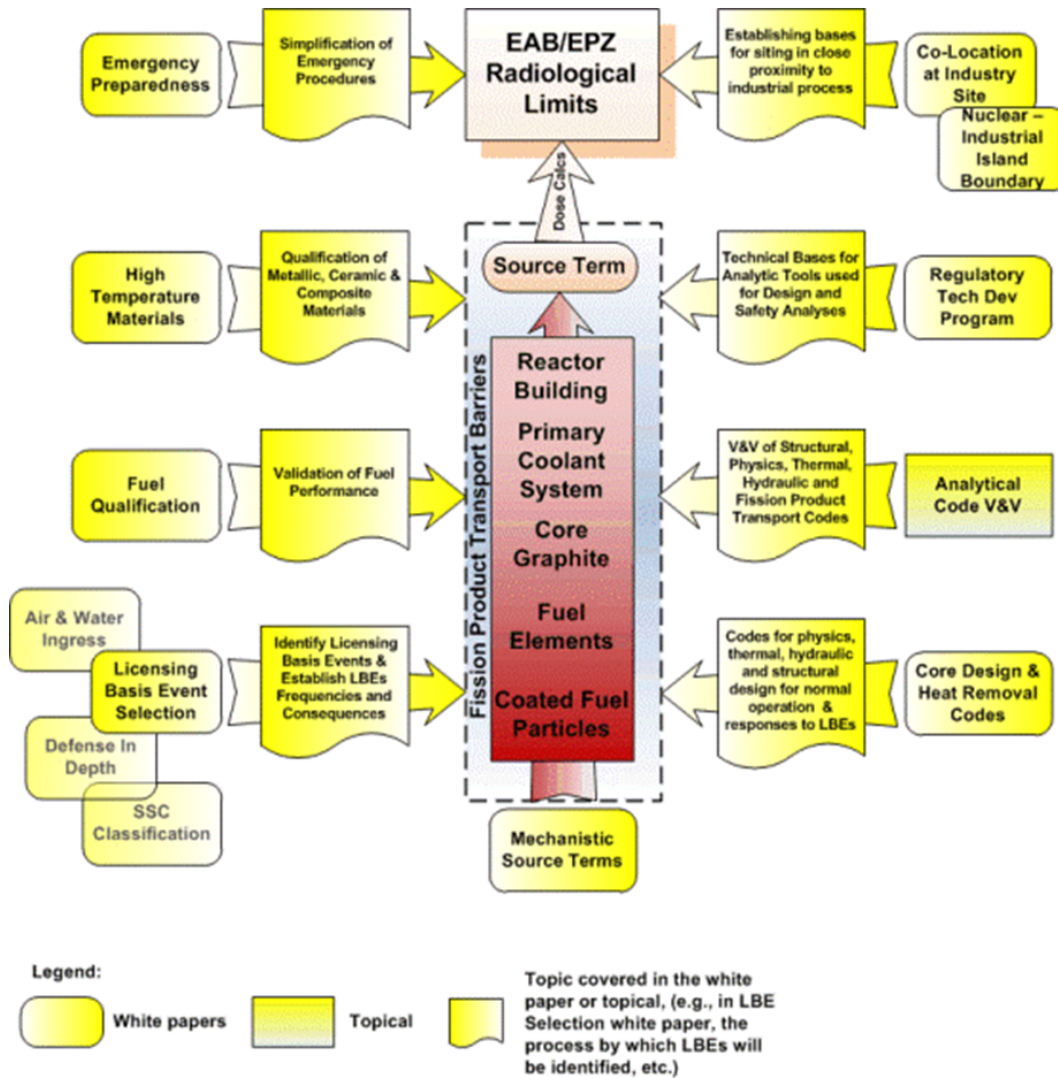 Emergency
Preparedness
Simplification of
Emergency
Procedures
EAB/EPZ
Radiological
Limits
Establishing bases
for siting in close
proximity to
industrial process
Co-Location
at Industry
Site
Nuclear –
Industrial
Island
Boundary
Dose Calcs
High
Temperature
Materials
Qualification of
Metallic, Ceramic &
Composite
Materials
Source Term
Technical Bases for
Analytic Tools used
for Design and
Safety Analyses
Regulatory
Tech Dev
Program
Fission Product Transport Barriers
Reactor
Building
Primary
Coolant
System
Core
Graphite
Fuel
Elements
Coated Fuel
Particles
Fuel
Qualification
Validation of Fuel
Performance
V&V of Structural,
Physics, Thermal,
Hydraulic and
Fission Product
Transport Codes
Analytical
Code V&V
Air & Water
Ingress
Licensing
Basis Event
Selection
Defense In
Depth
SSC
Classification
Identify Licensing
Basis Events &
Establish LBEs
Frequencies and
Consequences
Codes for physics,
thermal, hydraulic
and structural
design for normal
operation &
responses to LBEs
Core Design &
Heat Removal
Codes
Mechanistic
Source Terms
Legend:
White papers
Topical
Topic covered in the white
paper or topical, (e.g., in LBE
Selection white paper, the
process by which LBEs will
be identified, etc.)